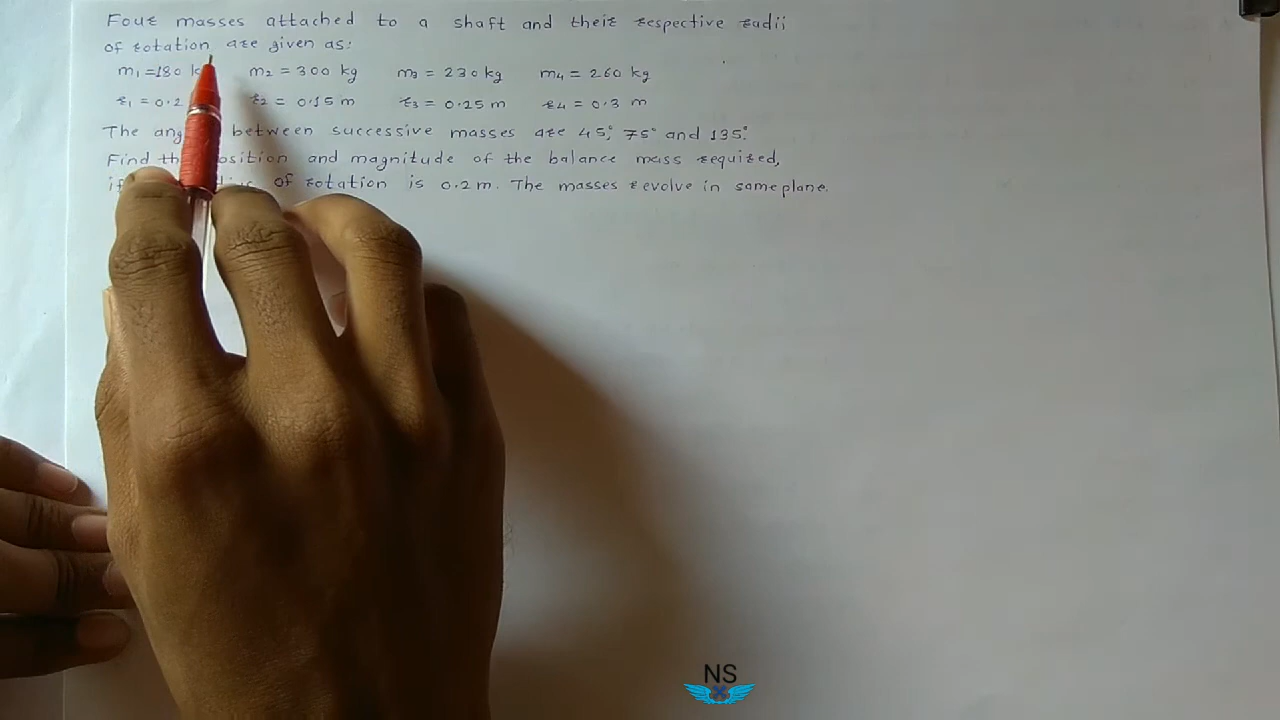 Four masses attached to a shaft and their respective radii
of rotation are given as:
m1 =180 k m2 = 300 kg m3 = 230 kg m4 = 260 kg
r1 = 0.2 r2 = 0.15 m r3 = 0.25 m r4 = 0.3 m
The between successive masses are 45°, 75° and 135°.
Find and magnitude of the balance mass required,
of rotation is 0.2 m. The masses revolve in same plane.
NS